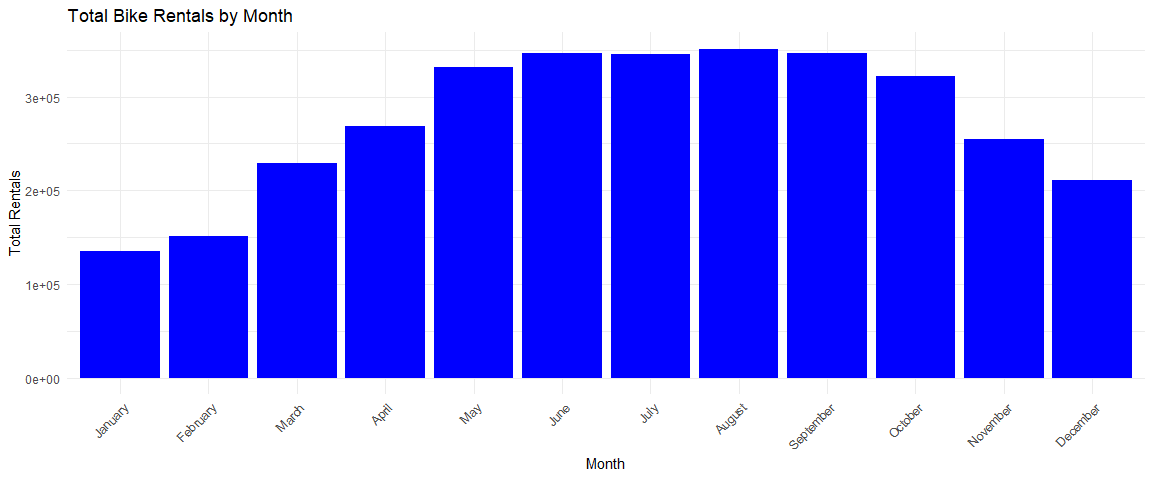 Total Bike Rentals by Month
Total Rentals
3e+05
2e+05
1e+05
0e+00
January
February
March
April
May
June
July
August
September
October
November
December
Month